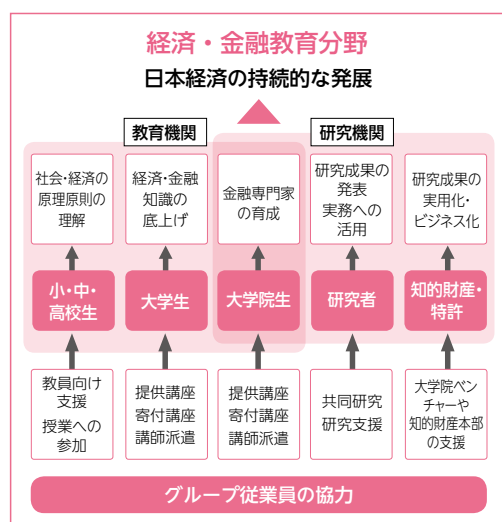 経済・金融教育分野
日本経済の持続的な発展
教育機関
研究機関
社会・経済の
原理原則の
理解
経済・金融
知識の
底上げ
金融専門家
の育成
研究成果の
発表
実務への
活用
研究成果の
実用化・
ビジネス化
小・中・
高校生
大学生
大学院生
研究者
知的財産・
特許
教員向け
支援
授業への
参加
提供講座
寄付講座
講師派遣
提供講座
寄付講座
講師派遣
共同研究
研究支援
大学院ベン
チャーや
知的財産本部
の支援
グループ従業員の協力